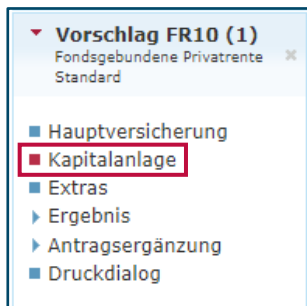 Vorschlag FR10 (1)
Fondsgebundene Privatrente
Standard
Hauptversicherung
Kapitalanlage
Extras
Ergebnis
Antragsergänzung
Druckdialog